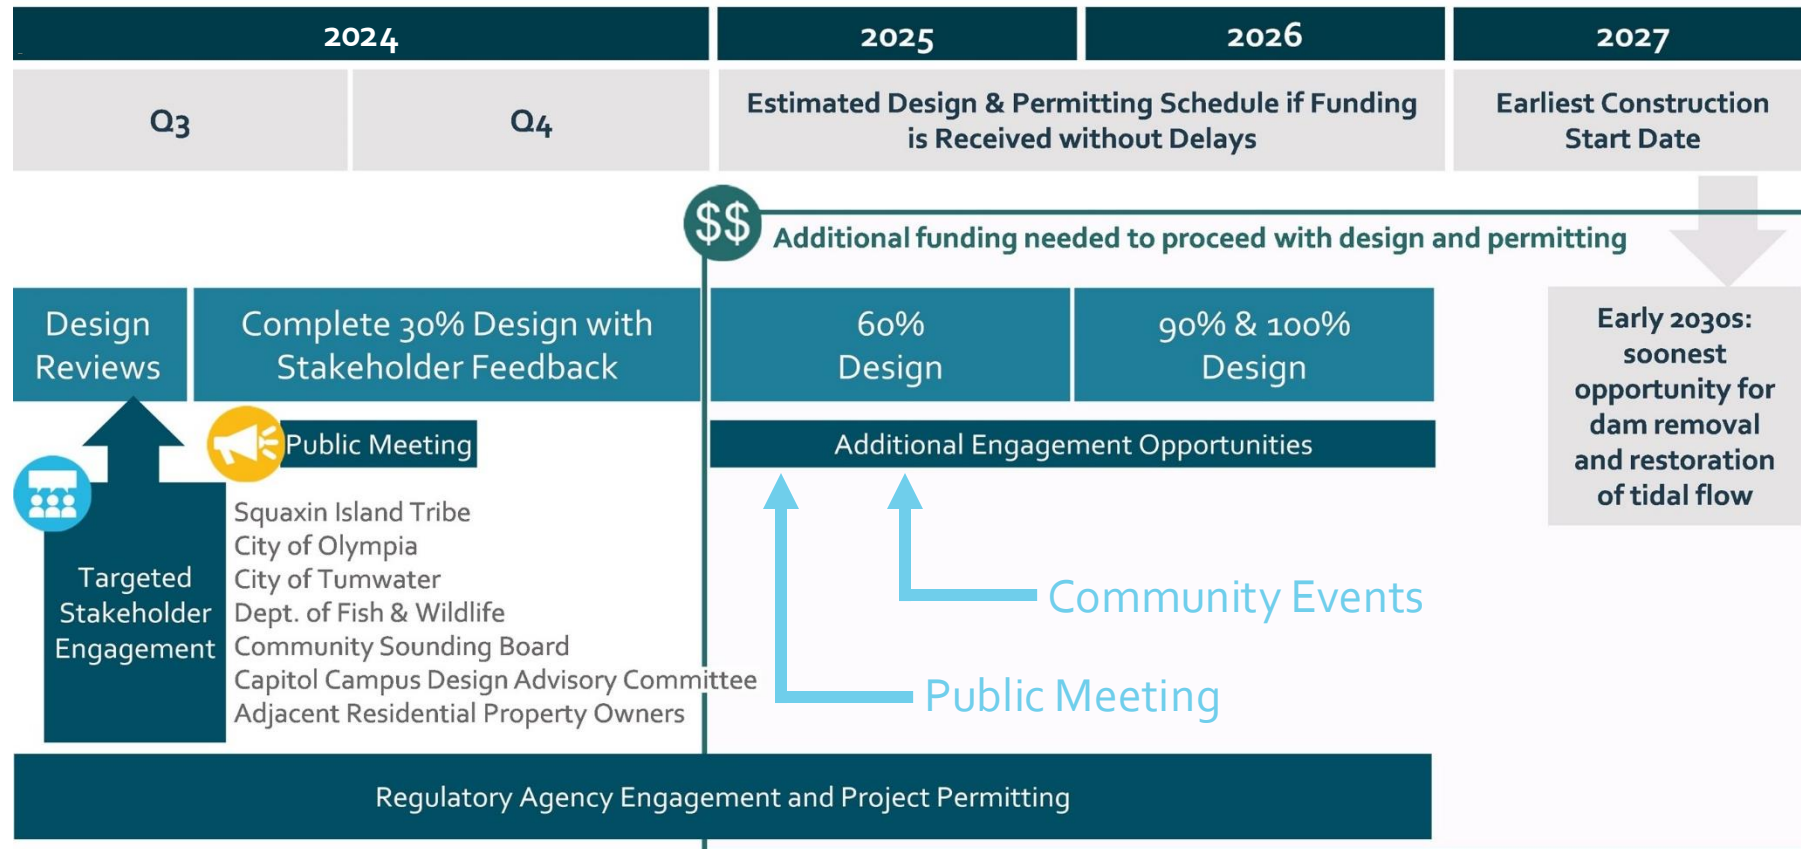 2024
2025
2026
2027
Q3
Q4
Estimated Design & Permitting Schedule if Funding
is Received without Delays
Earliest Construction
Start Date
$$
Additional funding needed to proceed with design and permitting
Design
Reviews
Complete 30% Design with
Stakeholder Feedback
60%
Design
90% & 100%
Design
Early 2030s:
soonest
opportunity for
dam removal
and restoration
of tidal flow
Public Meeting
Additional Engagement Opportunities
Targeted
Stakeholder
Engagement
Squaxin Island Tribe
City of Olympia
City of Tumwater
Dept. of Fish & Wildlife
Community Sounding Board
Capitol Campus Design Advisory Committee
Adjacent Residential Property Owners
Community Events
Public Meeting
Regulatory Agency Engagement and Project Permitting